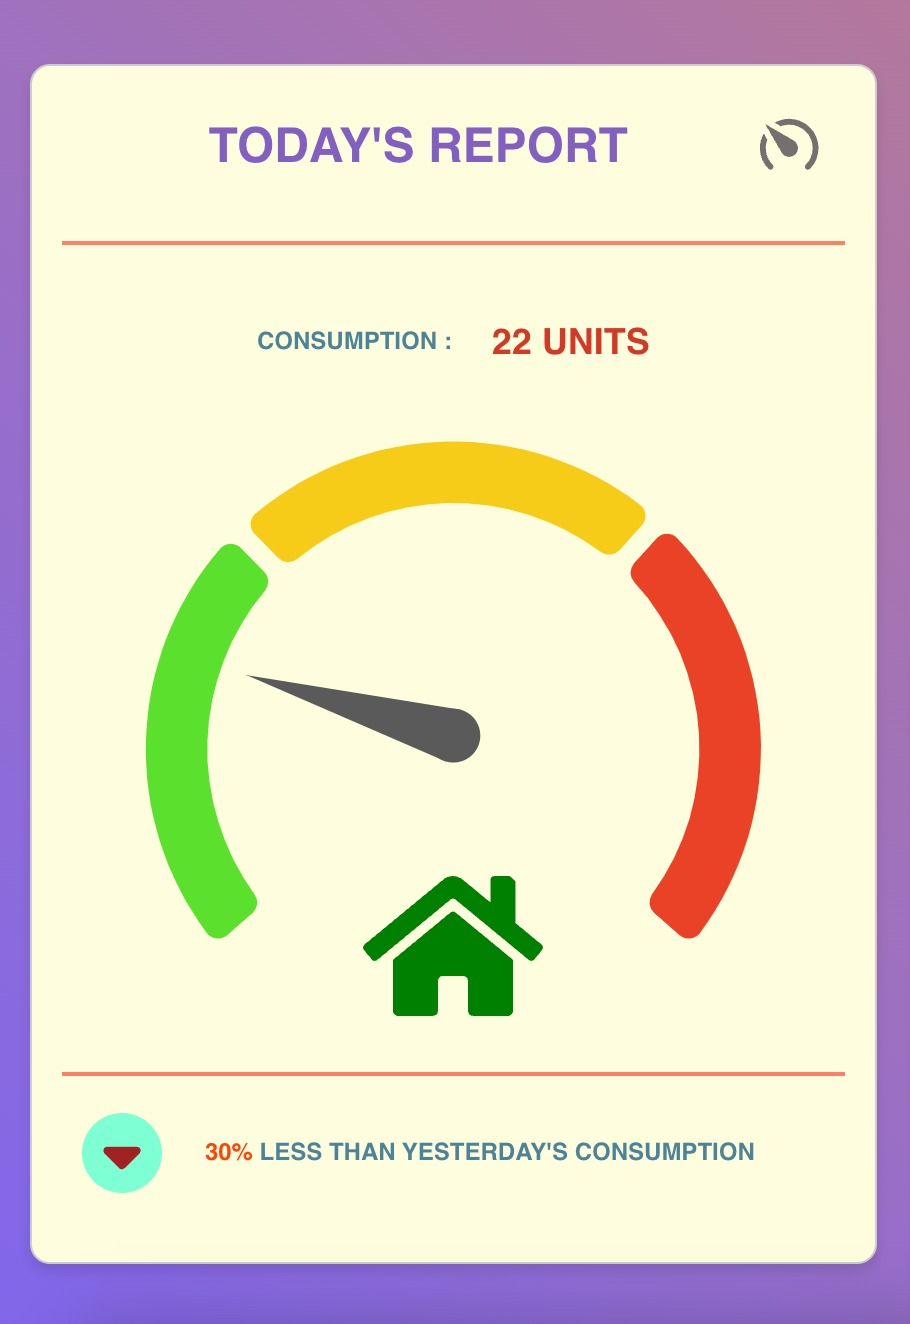 TODAY'S REPORT
CONSUMPTION : 22 UNITS
30% LESS THAN YESTERDAY'S CONSUMPTION